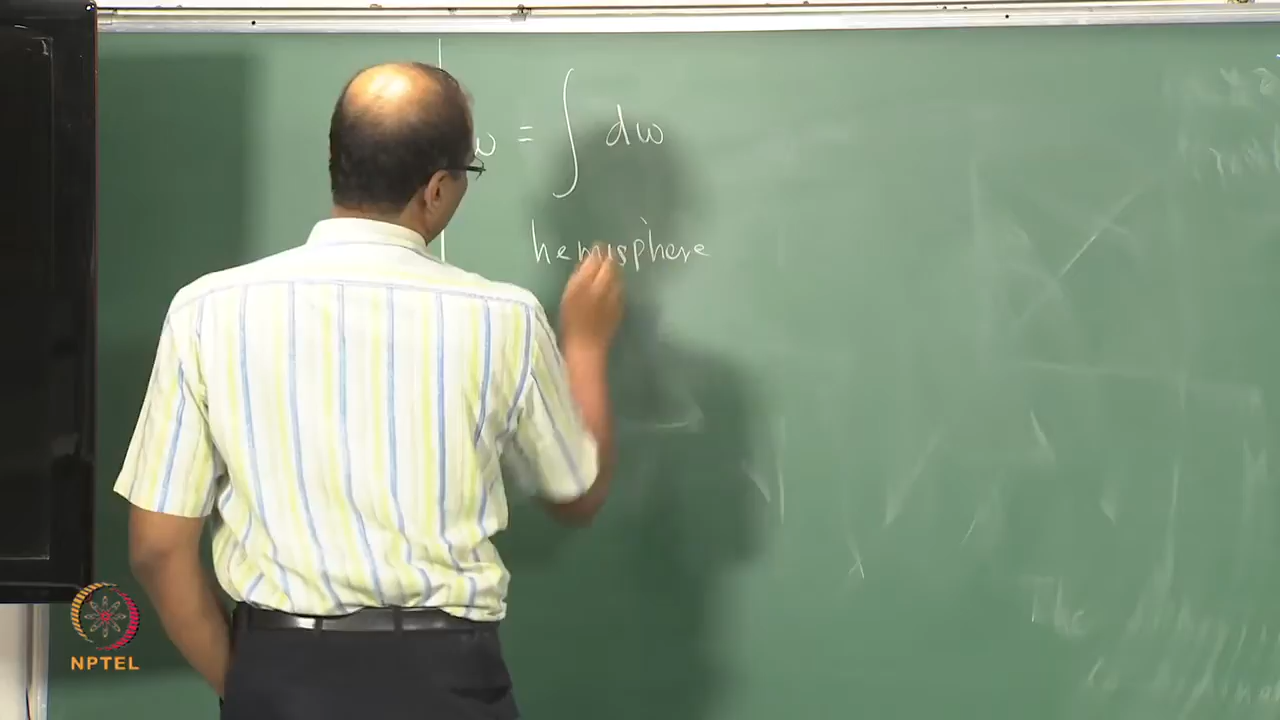 ω = ∫ dω
hemisphere
NPTEL